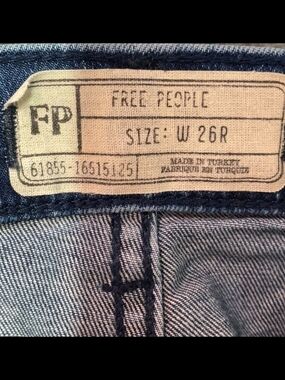 FP
FREE PEOPLE
SIZE: W 26R
61855-16515125
MADE IN TURKEY
FABRIQUE EN TURQUIE